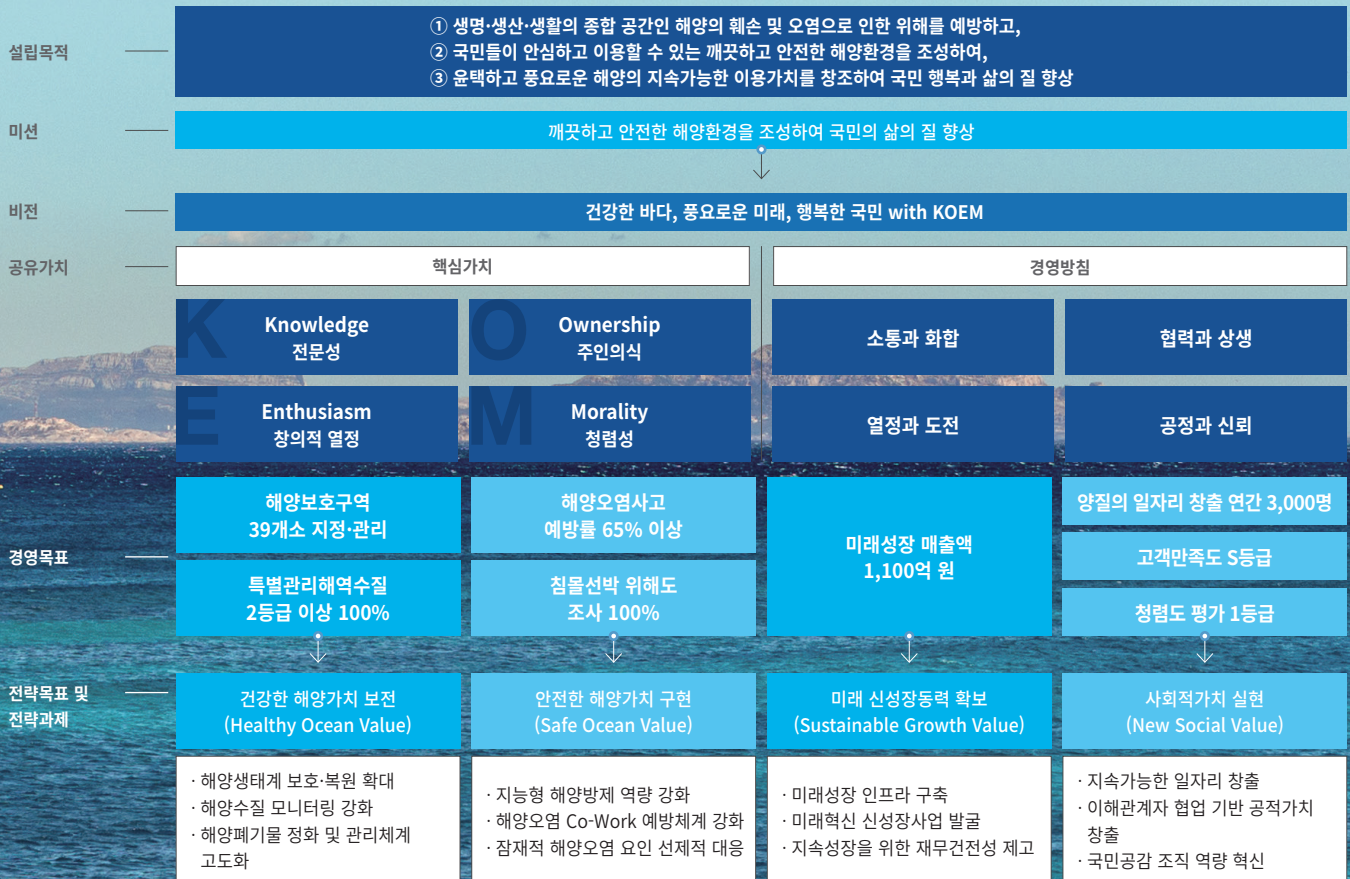 설립목적
① 생명·생산·생활의 종합 공간인 해양의 훼손 및 오염으로 인한 위해를 예방하고,
② 국민들이 안심하고 이용할 수 있는 깨끗하고 안전한 해양환경을 조성하여,
③ 윤택하고 풍요로운 해양의 지속가능한 이용가치를 창조하여 국민 행복과 삶의 질 향상
미션
깨끗하고 안전한 해양환경을 조성하여 국민의 삶의 질 향상
비전
건강한 바다, 풍요로운 미래, 행복한 국민 with KOEM
공유가치
핵심가치
경영방침
K
Knowledge
전문성
O
Ownership
주인의식
소통과 화합
협력과 상생
E
Enthusiasm
창의적 열정
M
Morality
청렴성
열정과 도전
공정과 신뢰
경영목표
해양보호구역
39개소 지정·관리
특별관리해역수질
2등급 이상 100%
해양오염사고
예방률 65% 이상
침몰선박 위해도
조사 100%
미래성장 매출액
1,100억 원
양질의 일자리 창출 연간 3,000명
고객만족도 S등급
청렴도 평가 1등급
전략목표 및
전략과제
건강한 해양가치 보전
(Healthy Ocean Value)
안전한 해양가치 구현
(Safe Ocean Value)
미래 신성장동력 확보
(Sustainable Growth Value)
사회적가치 실현
(New Social Value)
· 해양생태계 보호·복원 확대
· 해양수질 모니터링 강화
· 해양폐기물 정화 및 관리체계
고도화
· 지능형 해양방제 역량 강화
· 해양오염 Co-Work 예방체계 강화
· 잠재적 해양오염 요인 선제적 대응
· 미래성장 인프라 구축
· 미래혁신 신성장사업 발굴
· 지속성장을 위한 재무건전성 제고
· 지속가능한 일자리 창출
· 이해관계자 협업 기반 공적가치
창출
· 국민공감 조직 역량 혁신